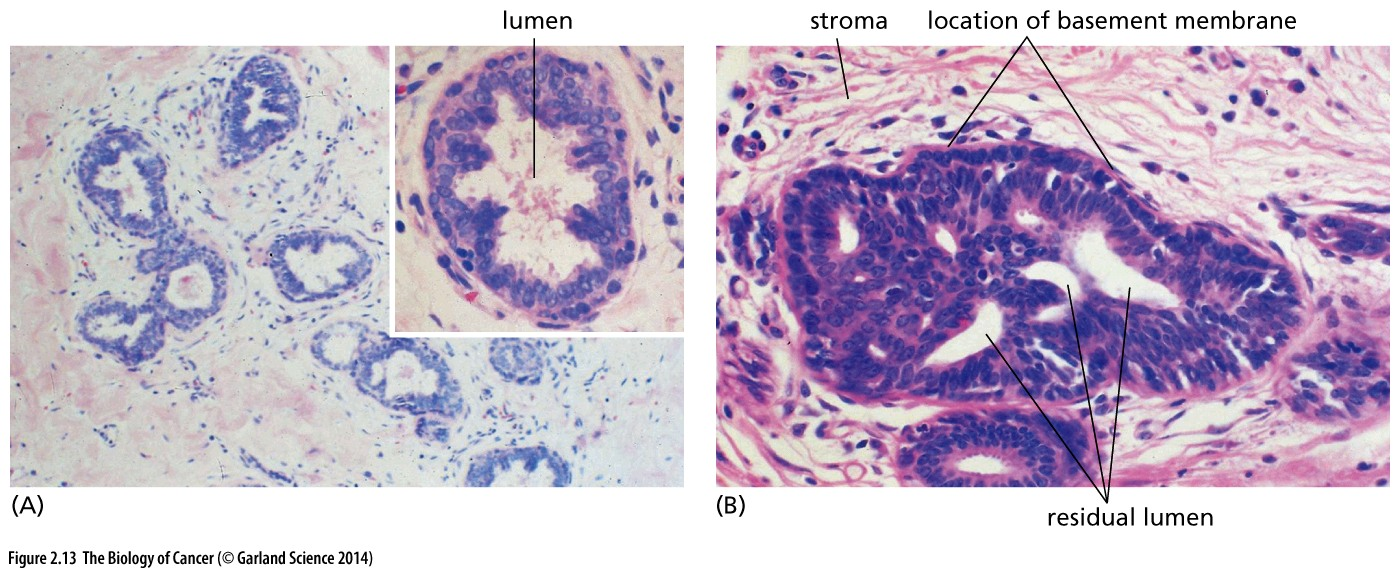 lumen
stroma
location of basement membrane
(A)
(B)
residual lumen
Figure 2.13 The Biology of Cancer (© Garland Science 2014)